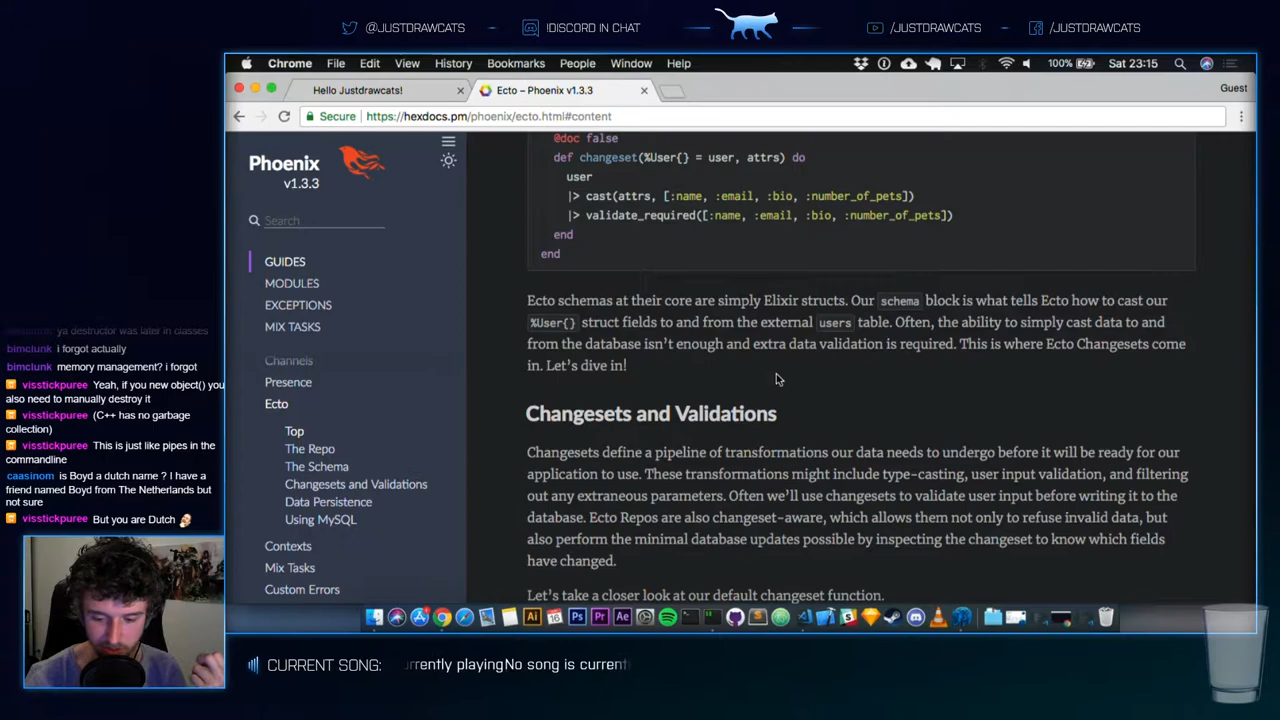 @JUSTDRAWCATS
!DISCORD IN CHAT
/JUSTDRAWCATS
/JUSTDRAWCATS
Chrome File Edit View History Bookmarks People Window Help
100% Sat 23:15
Hello Justdrawcats!
Ecto – Phoenix v1.3.3
Guest
Secure https://hexdocs.pm/phoenix/ecto.html#content
Phoenix
v1.3.3
Search
GUIDES
MODULES
EXCEPTIONS
MIX TASKS
Channels
Presence
Ecto
Top
The Repo
The Schema
Changesets and Validations
Data Persistence
Using MySQL
Contexts
Mix Tasks
Custom Errors
@doc false
def changeset(%User{} = user, attrs) do
user
|> cast(attrs, [:name, :email, :bio, :number_of_pets])
|> validate_required([:name, :email, :bio, :number_of_pets])
end
end
Ecto schemas at their core are simply Elixir structs. Our schema block is what tells Ecto how to cast our
%User{} struct fields to and from the external users table. Often, the ability to simply cast data to and
from the database isn't enough and extra data validation is required. This is where Ecto Changesets come
in. Let's dive in!
Changesets and Validations
Changesets define a pipeline of transformations our data needs to undergo before it will be ready for our
application to use. These transformations might include type-casting, user input validation, and filtering
out any extraneous parameters. Often we'll use changesets to validate user input before writing it to the
database. Ecto Repos are also changeset-aware, which allows them not only to refuse invalid data, but
also perform the minimal database updates possible by inspecting the changeset to know which fields
have changed.
Let's take a closer look at our default changeset function.
ya destructor was later in classes
bimclunk: i forgot actually
bimclunk: memory management? i forgot
visstickpuree: Yeah, if you new object() you
also need to manually destroy it
visstickpuree: (C++ has no garbage
collection)
visstickpuree: This is just like pipes in the
commandline
caasinom: is Boyd a dutch name ? I have a
friend named Boyd from The Netherlands but
not sure
visstickpuree: But you are Dutch
Ai
16
Ps
Pr
Ae
CURRENT SONG:
urrently playingNo song is current